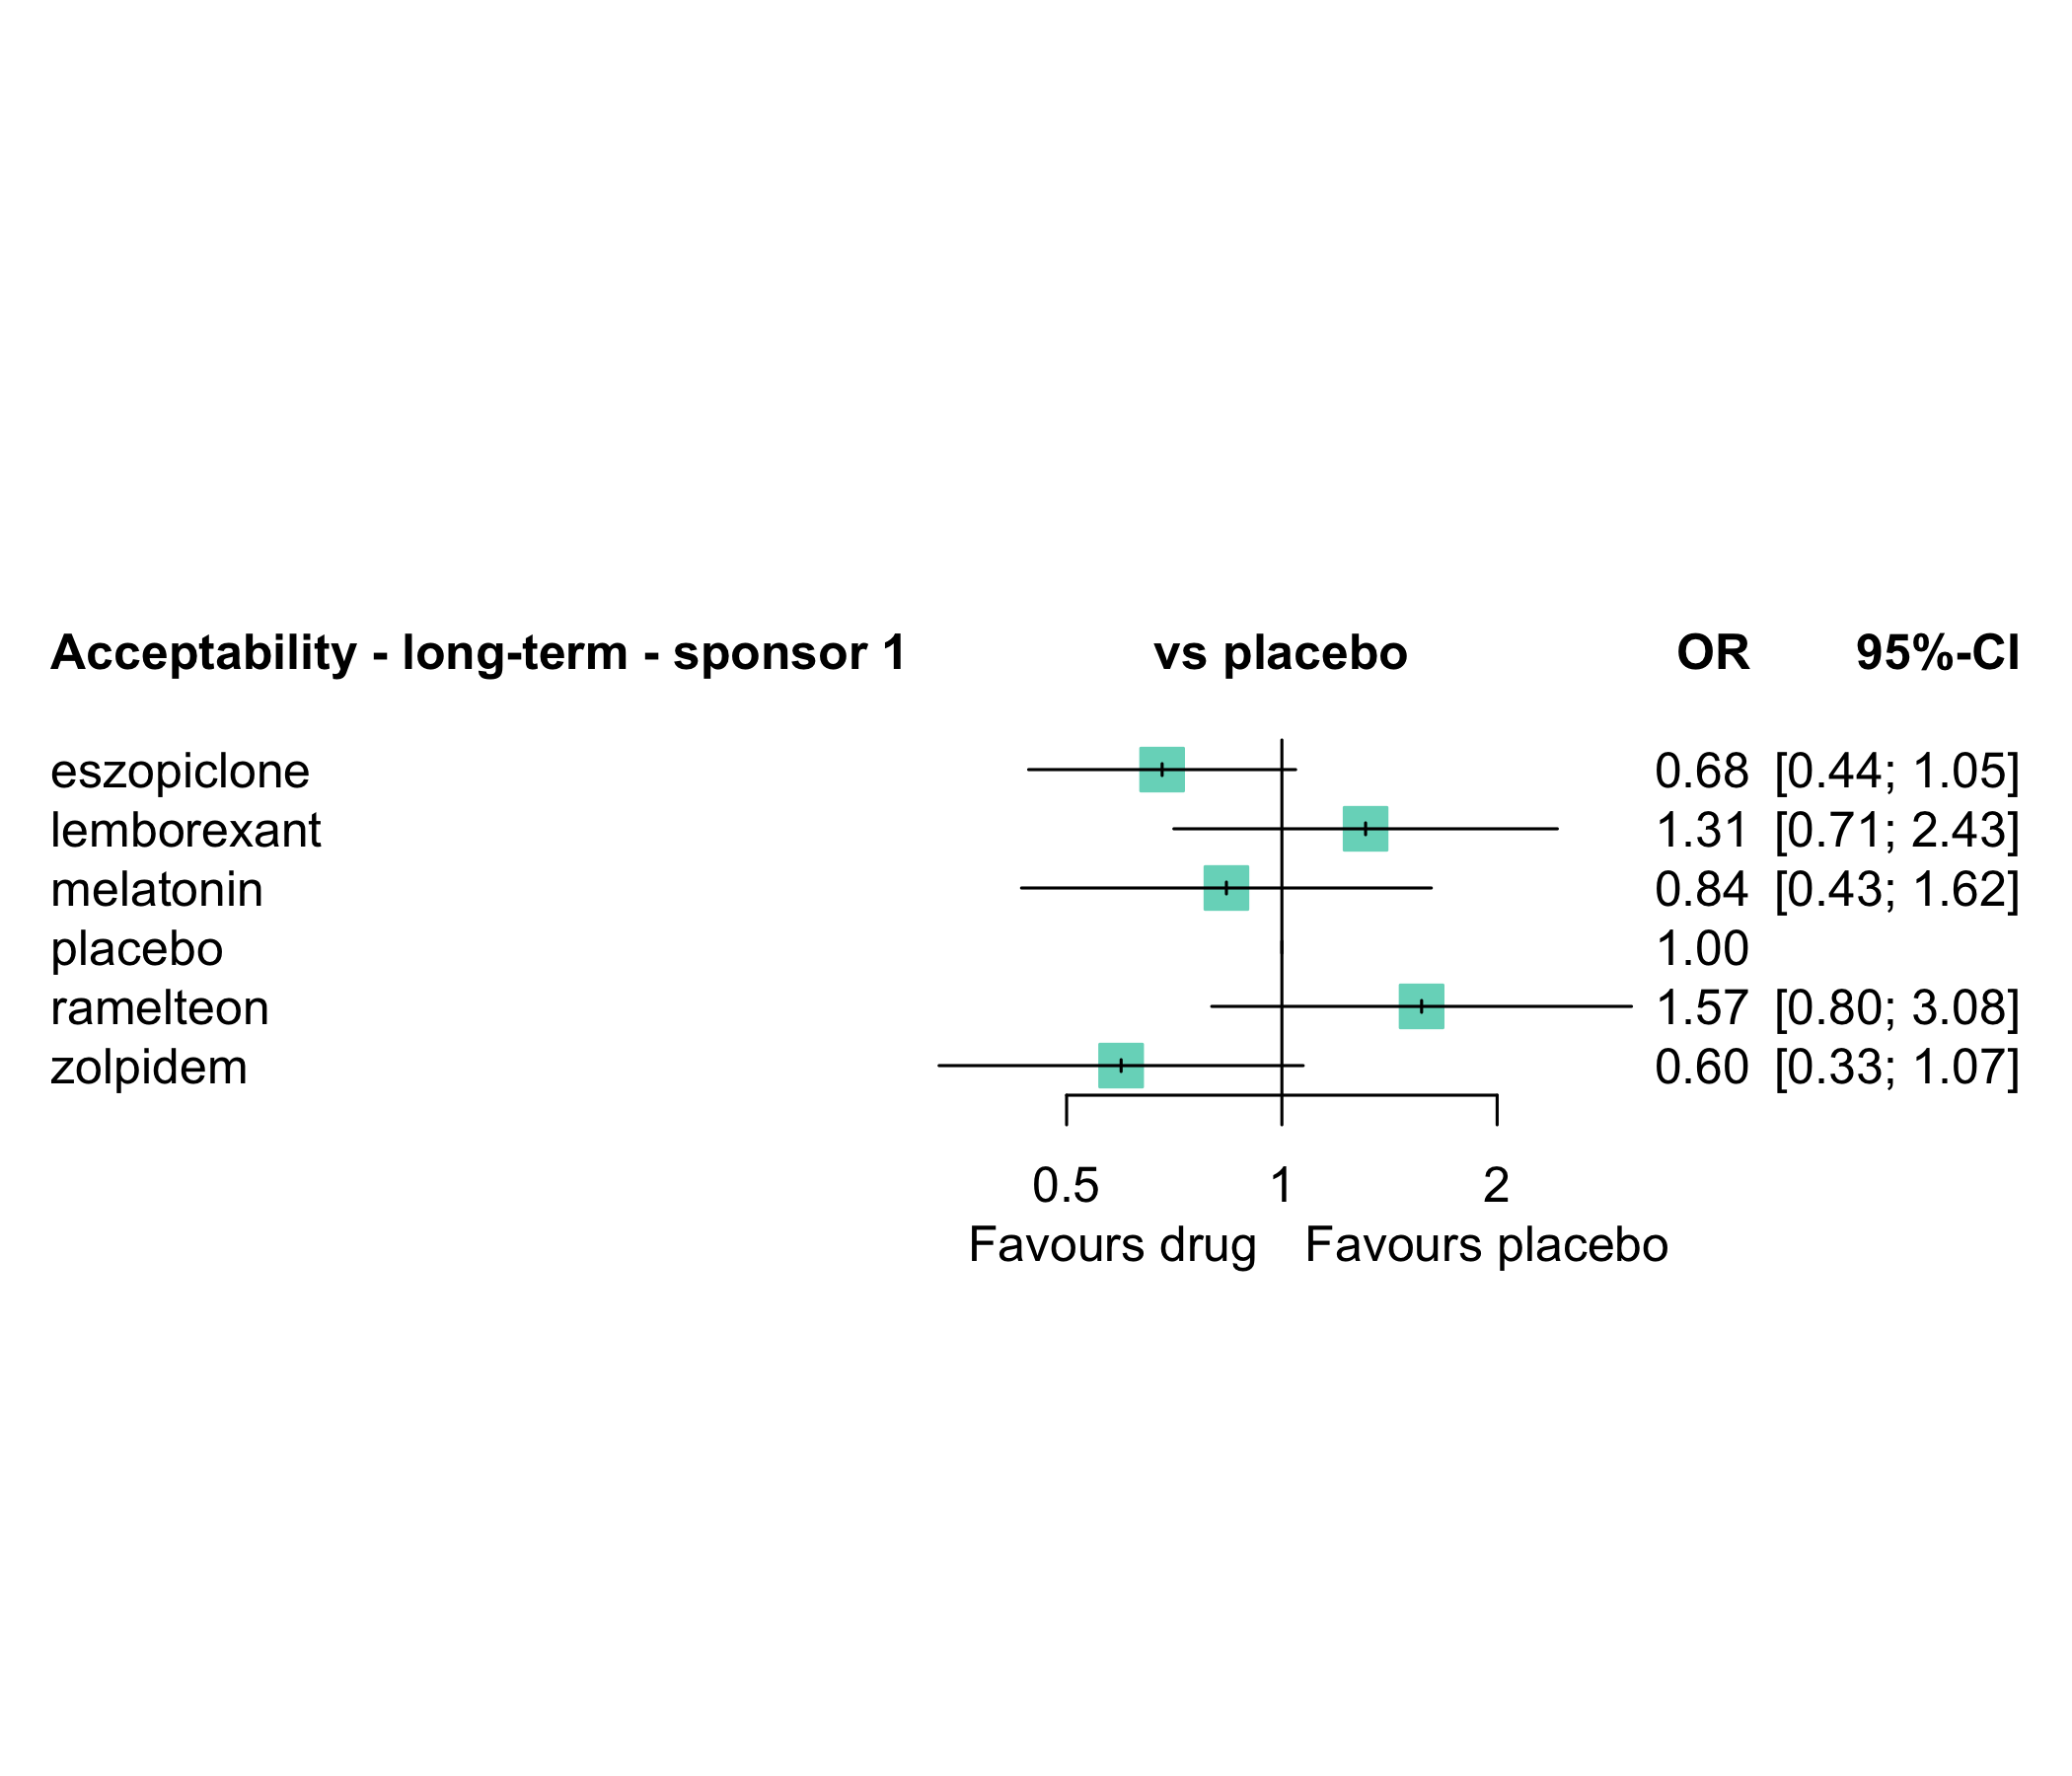 Acceptability - long-term - sponsor 1 vs placebo OR 95%-CI
eszopiclone 0.68 [0.44; 1.05]
lemborexant 1.31 [0.71; 2.43]
melatonin 0.84 [0.43; 1.62]
placebo 1.00
ramelteon 1.57 [0.80; 3.08]
zolpidem 0.60 [0.33; 1.07]
0.5 1 2
Favours drug Favours placebo